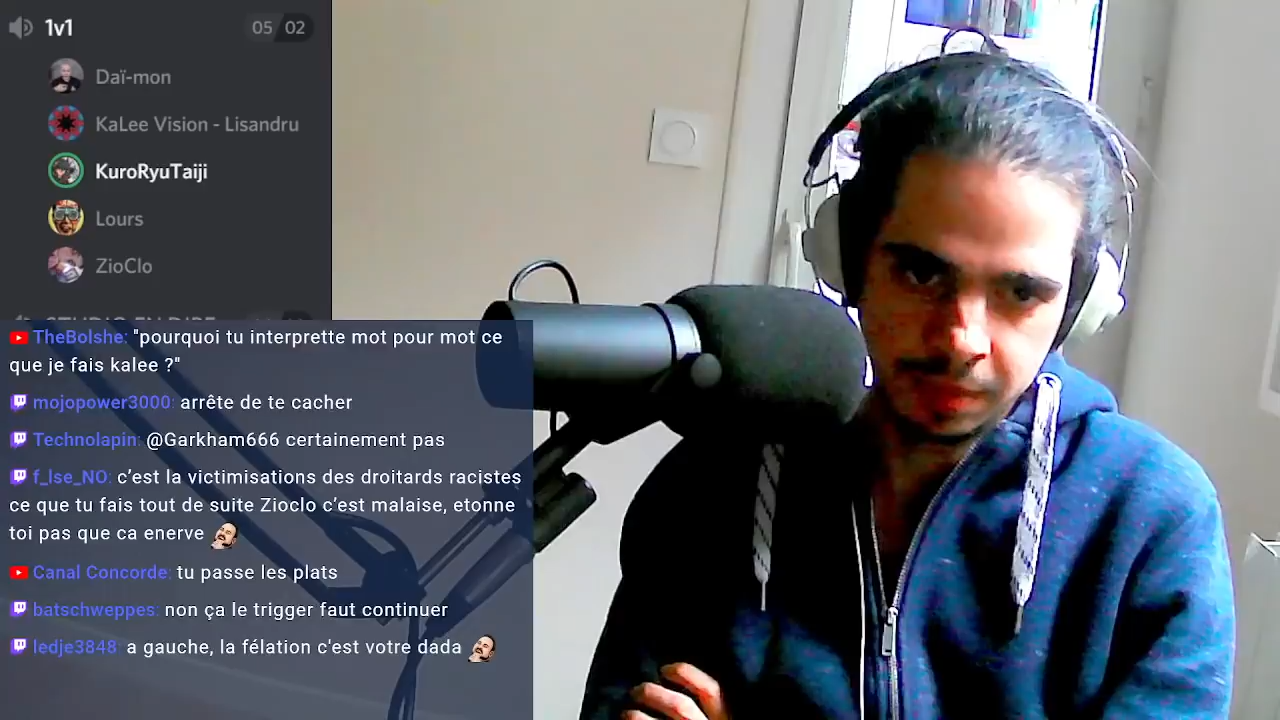 1v1
05 02
Daï-mon
KaLee Vision - Lisandru
KuroRyuTaiji
Lours
ZioClo
STUDIO EN DIRE
TheBolshe: "pourquoi tu interprette mot pour mot ce
que je fais kalee ?"
mojopower3000: arrête de te cacher
Technolapin: @Garkham666 certainement pas
f_lse_NO: c’est la victimisations des droitards racistes
ce que tu fais tout de suite Zioclo c'est malaise, etonne
toi pas que ca enerve
Canal Concorde: tu passe les plats
batschweppes: non ça le trigger faut continuer
ledje3848: a gauche, la félation c'est votre dada